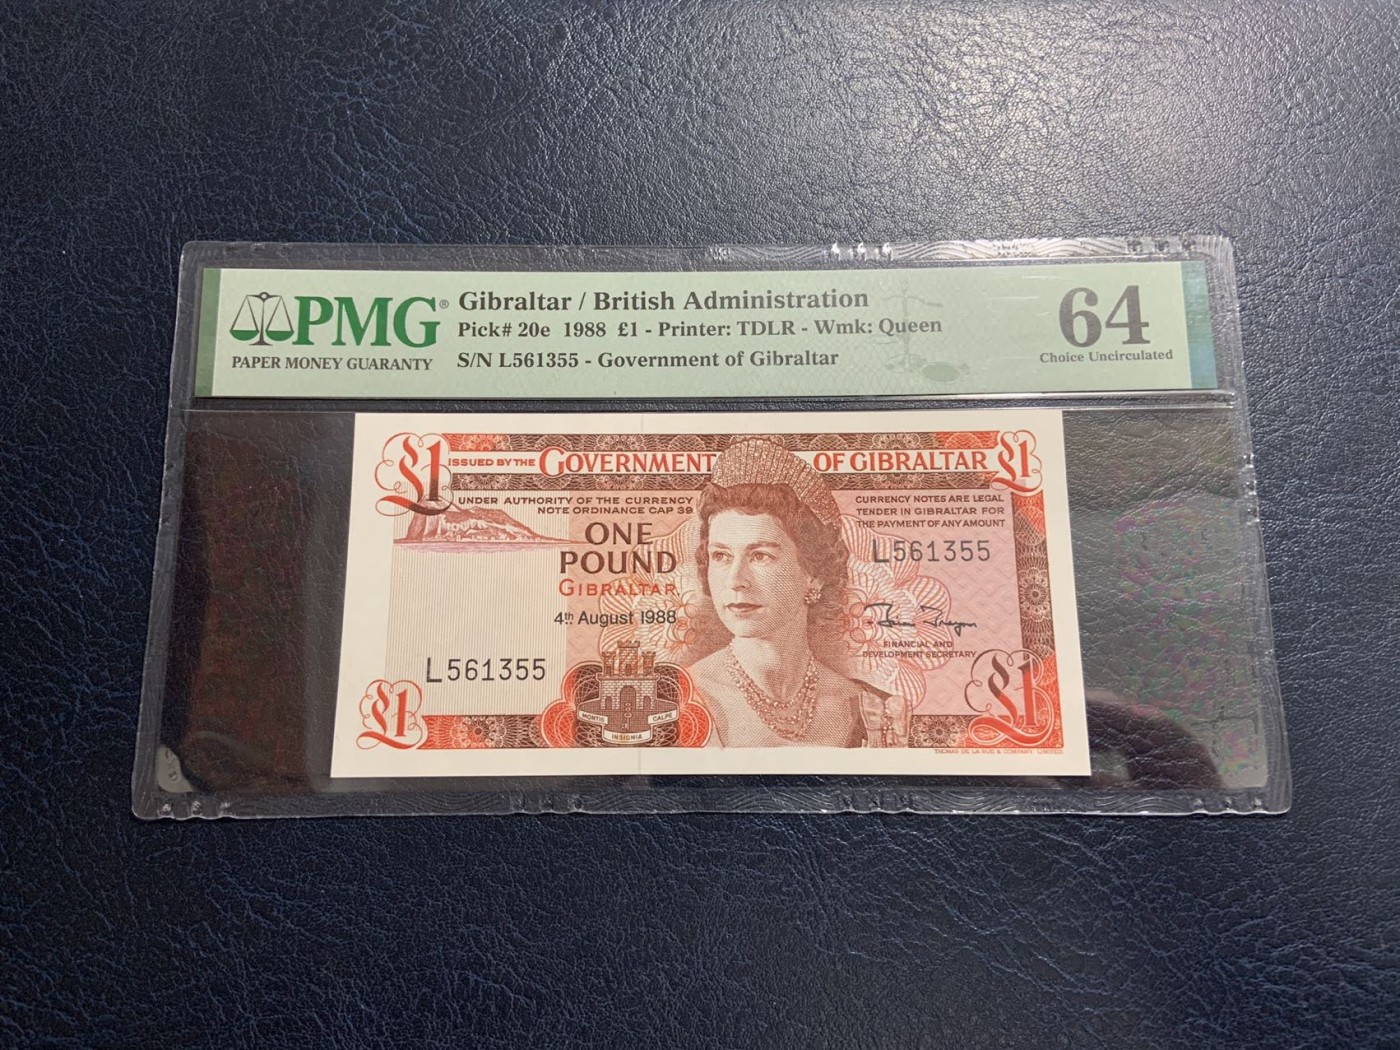 PMG®
PAPER MONEY GUARANTY
Gibraltar / British Administration
Pick# 20e 1988 £1 - Printer: TDLR - Wmk: Queen
S/N L561355 - Government of Gibraltar
64
Choice Uncirculated
£1 ISSUED BY THE GOVERNMENT OF GIBRALTAR £1
UNDER AUTHORITY OF THE CURRENCY
NOTE ORDINANCE CAP 39
CURRENCY NOTES ARE LEGAL
TENDER IN GIBRALTAR FOR
THE PAYMENT OF ANY AMOUNT
ONE
POUND
GIBRALTAR
4th August 1988
L561355
L561355
FINANCIAL AND
DEVELOPMENT SECRETARY
£1
MONTIS CALPE
INSIGNIA
£1
THOMAS DE LA RUE & COMPANY LIMITED